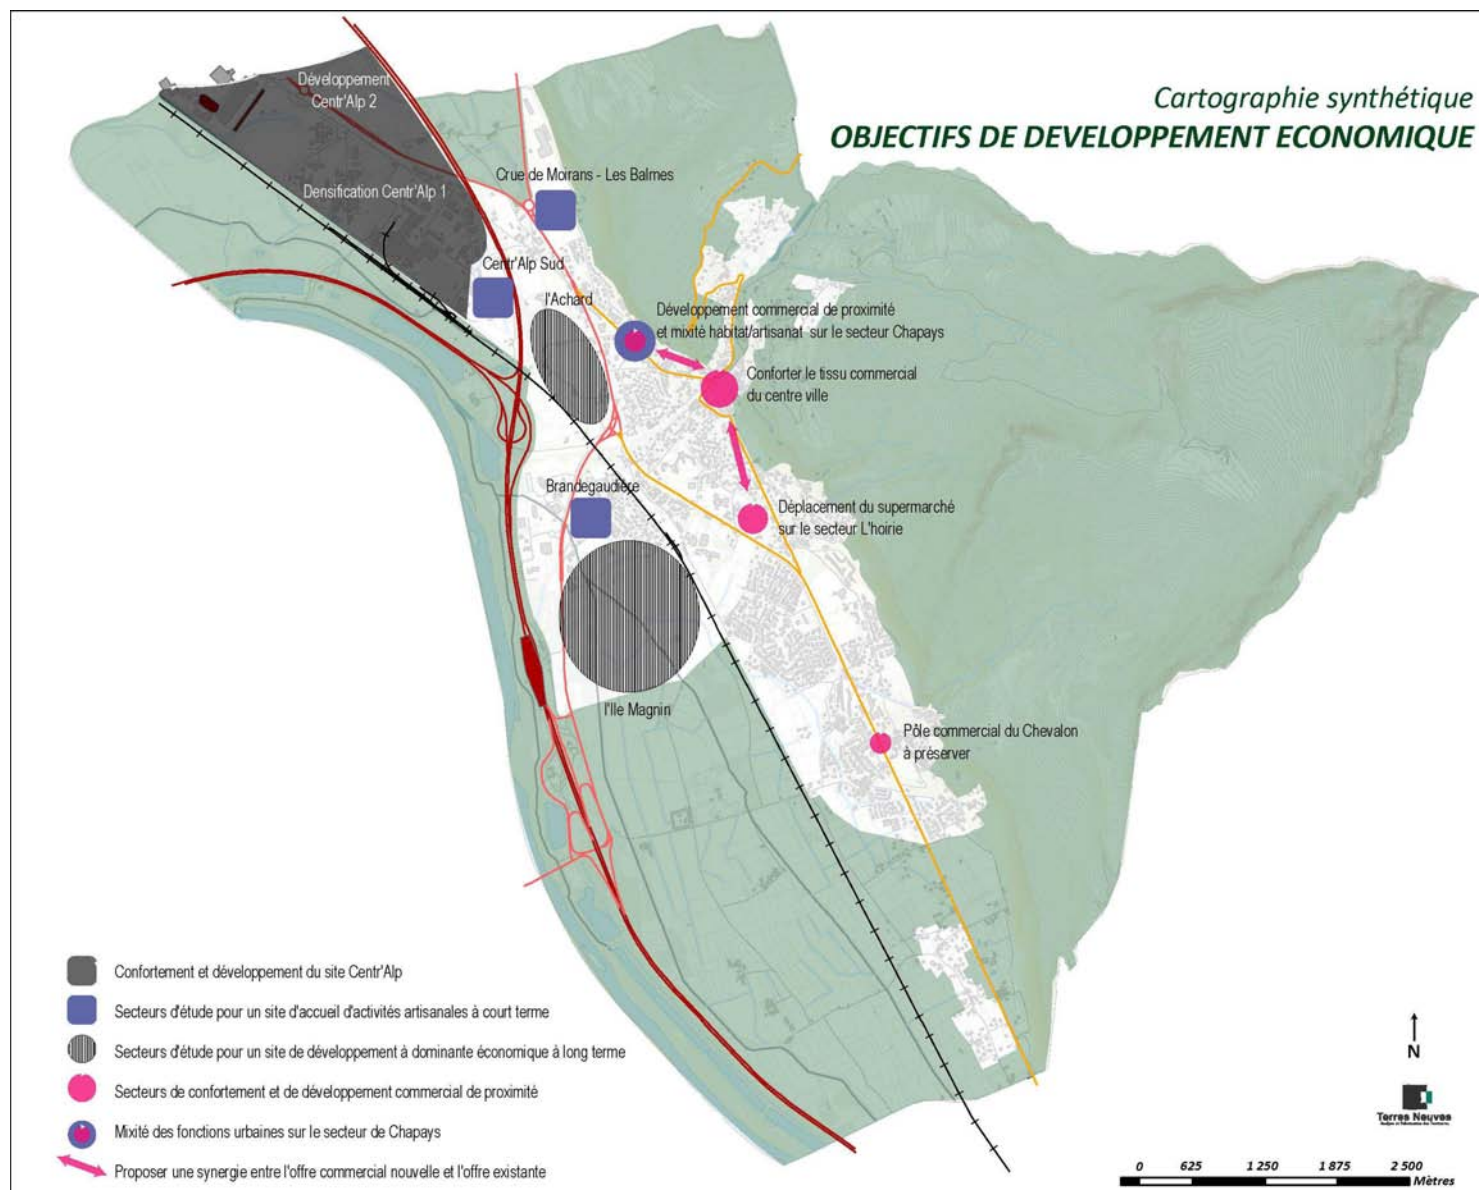 Cartographie synthétique
OBJECTIFS DE DEVELOPPEMENT ECONOMIQUE
Développement
Centr'Alp 2
Densification Centr'Alp 1
Crue de Moirans - Les Balmes
Centr'Alp Sud
l'Achard
Développement commercial de proximité
et mixité habitat/artisanat sur le secteur Chapays
Conforter le tissu commercial
du centre ville
Brandegaudière
Déplacement du supermarché
sur le secteur L'hoirie
l'Ile Magnin
Pôle commercial du Chevalon
à préserver
Confortement et développement du site Centr'Alp
Secteurs d'étude pour un site d'accueil d'activités artisanales à court terme
Secteurs d'étude pour un site de développement à dominante économique à long terme
Secteurs de confortement et de développement commercial de proximité
Mixité des fonctions urbaines sur le secteur de Chapays
Proposer une synergie entre l'offre commercial nouvelle et l'offre existante
N
Terres Neuves
0 625 1 250 1 875 2 500
Mètres